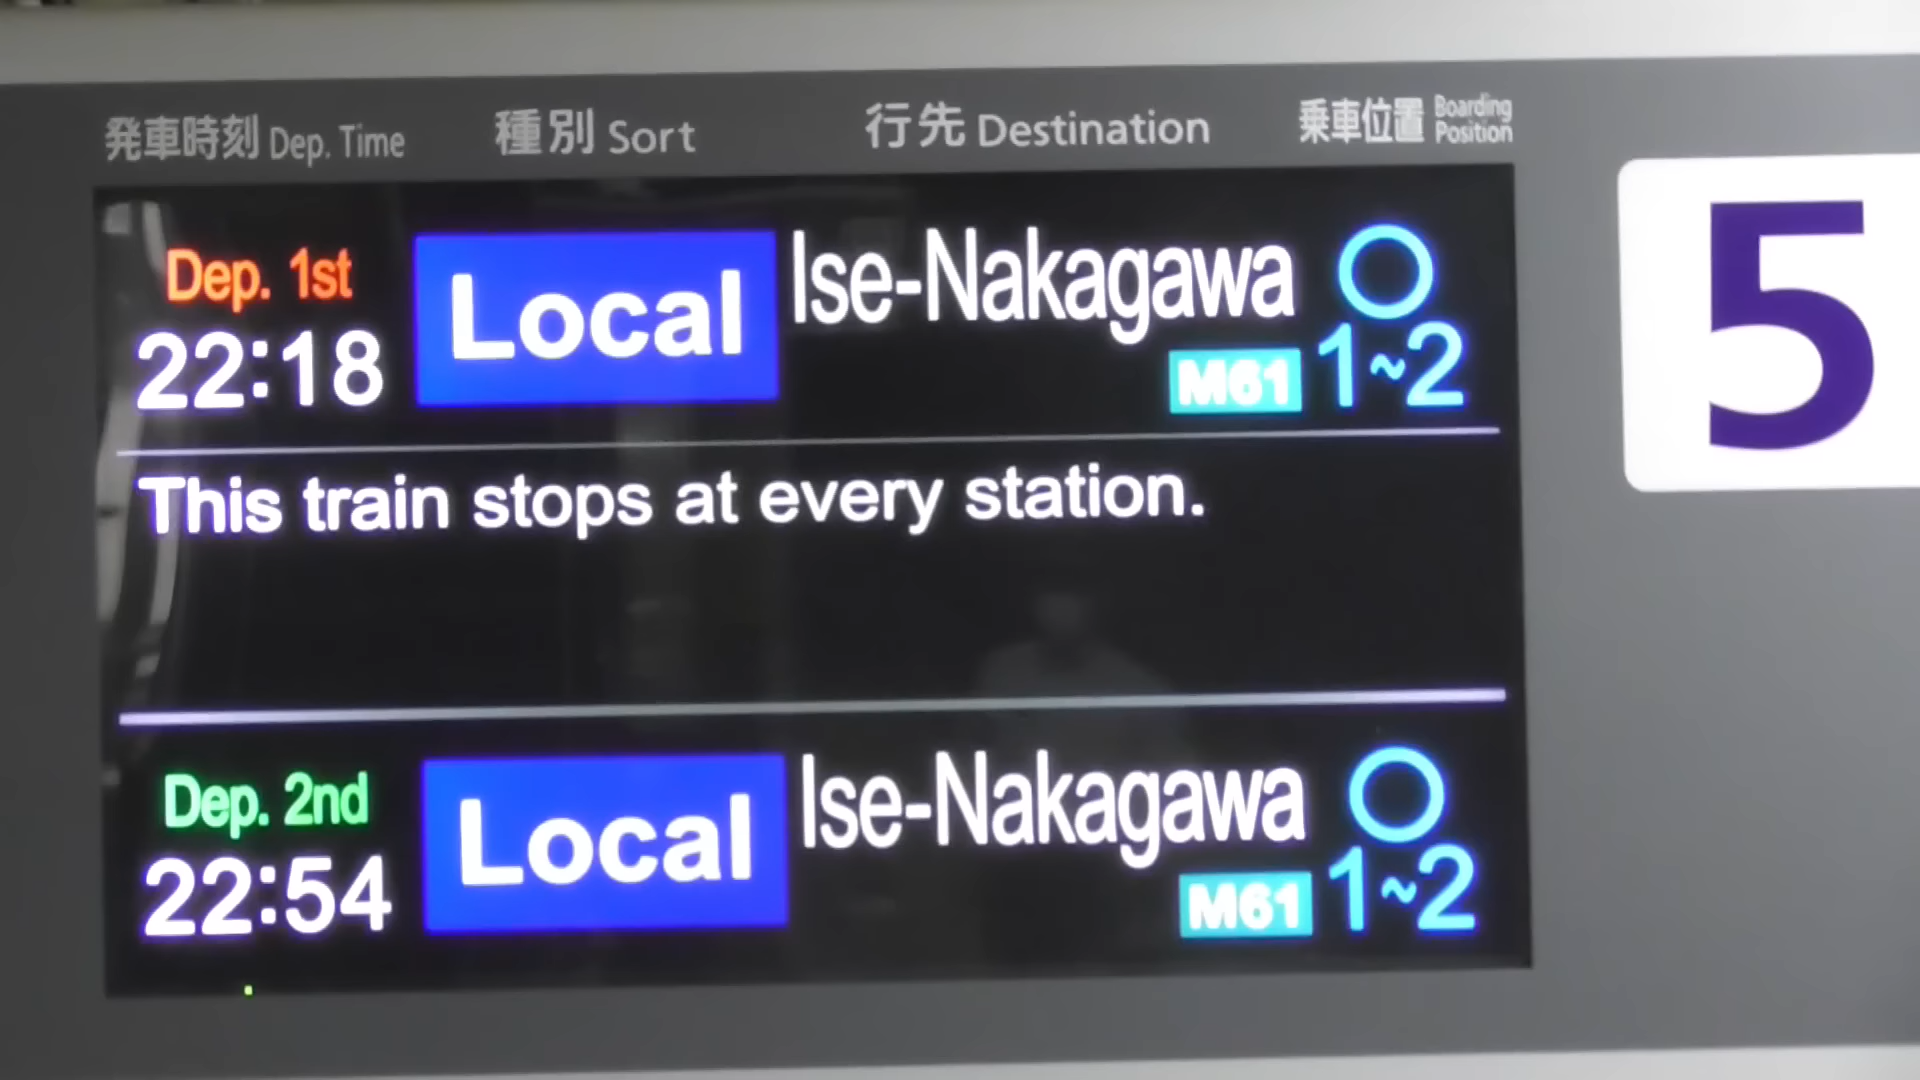 発車時刻 Dep. Time 種別 Sort 行先 Destination 乗車位置 Boarding Position
5
Dep. 1st
22:18 Local Ise-Nakagawa ○
M61 1~2
This train stops at every station.
Dep. 2nd
22:54 Local Ise-Nakagawa ○
M61 1~2